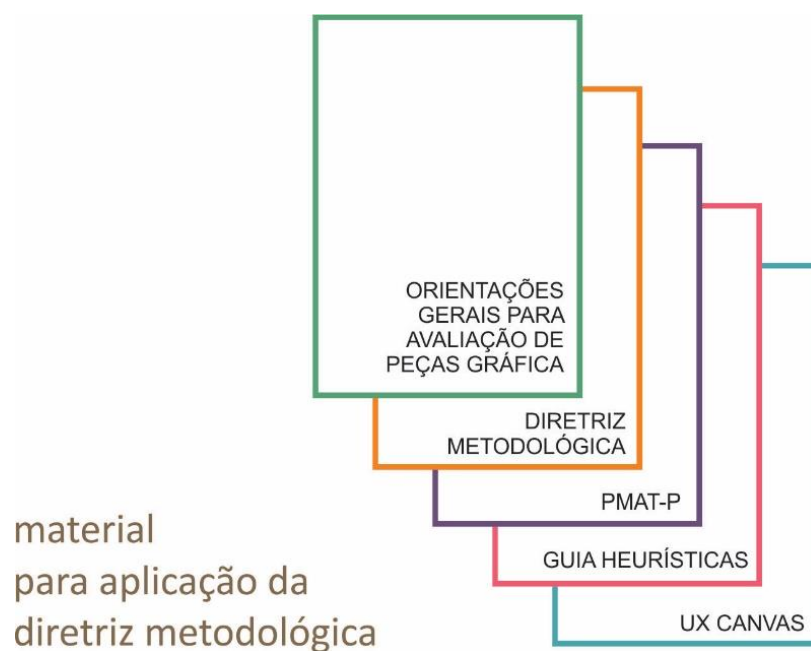 ORIENTAÇÕES
GERAIS PARA
AVALIAÇÃO DE
PEÇAS GRÁFICA
DIRETRIZ
METODOLÓGICA
PMAT-P
GUIA HEURÍSTICAS
UX CANVAS
material
para aplicação da
diretriz metodológica